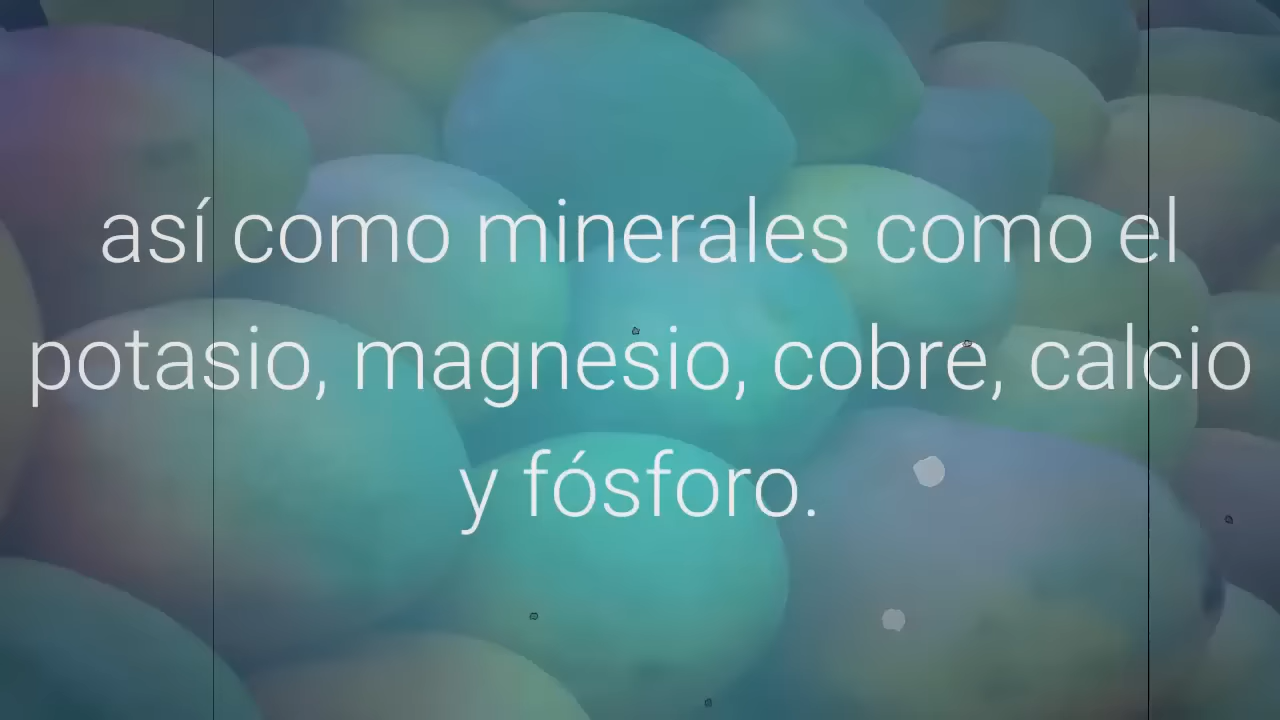 así como minerales como el
potasio, magnesio, cobre, calcio
y fósforo.